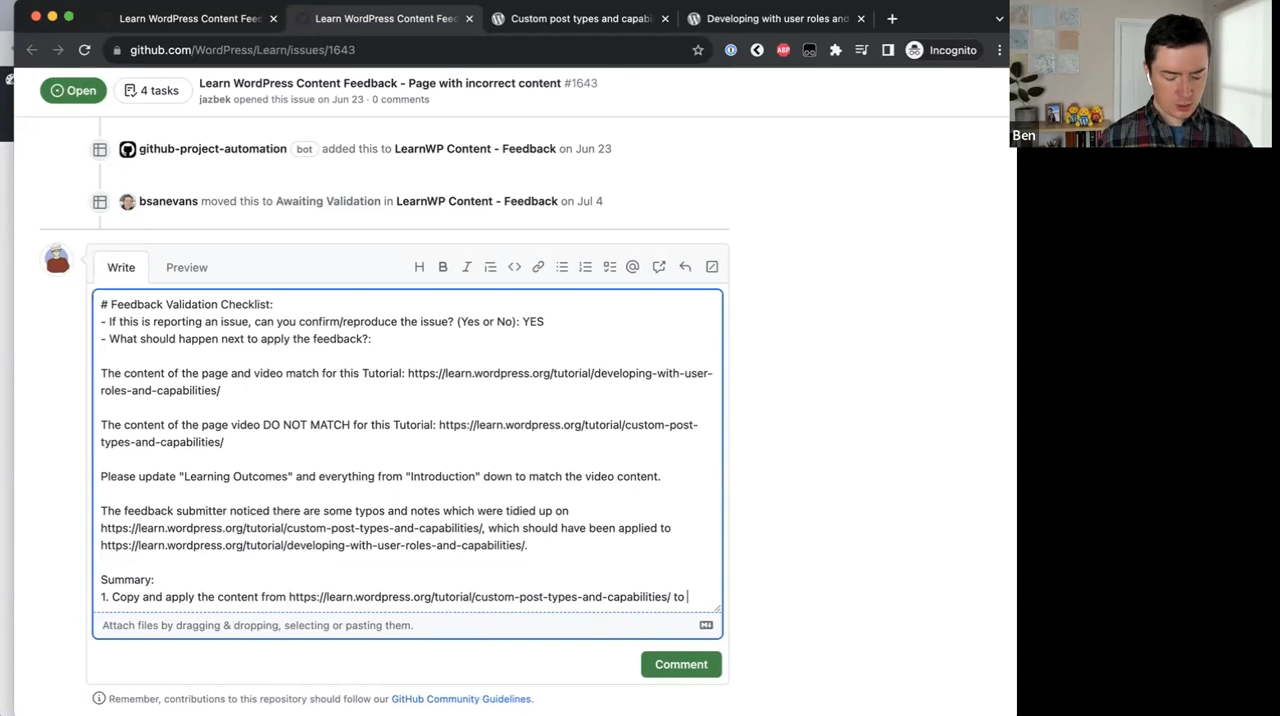 Learn WordPress Content Feed
Learn WordPress Content Feed
Custom post types and capabi
Developing with user roles and
github.com/WordPress/Learn/issues/1643
ABP
Incognito
Ben
Open
4 tasks
Learn WordPress Content Feedback - Page with incorrect content #1643
jazbek opened this issue on Jun 23 · 0 comments
github-project-automation bot added this to LearnWP Content - Feedback on Jun 23
bsanevans moved this to Awaiting Validation in LearnWP Content - Feedback on Jul 4
Write
Preview
H B I
# Feedback Validation Checklist:
- If this is reporting an issue, can you confirm/reproduce the issue? (Yes or No): YES
- What should happen next to apply the feedback?:
The content of the page and video match for this Tutorial: https://learn.wordpress.org/tutorial/developing-with-user-
roles-and-capabilities/
The content of the page video DO NOT MATCH for this Tutorial: https://learn.wordpress.org/tutorial/custom-post-
types-and-capabilities/
Please update "Learning Outcomes" and everything from "Introduction" down to match the video content.
The feedback submitter noticed there are some typos and notes which were tidied up on
https://learn.wordpress.org/tutorial/custom-post-types-and-capabilities/, which should have been applied to
https://learn.wordpress.org/tutorial/developing-with-user-roles-and-capabilities/.
Summary:
1. Copy and apply the content from https://learn.wordpress.org/tutorial/custom-post-types-and-capabilities/ to
Attach files by dragging & dropping, selecting or pasting them.
Comment
Remember, contributions to this repository should follow our GitHub Community Guidelines.